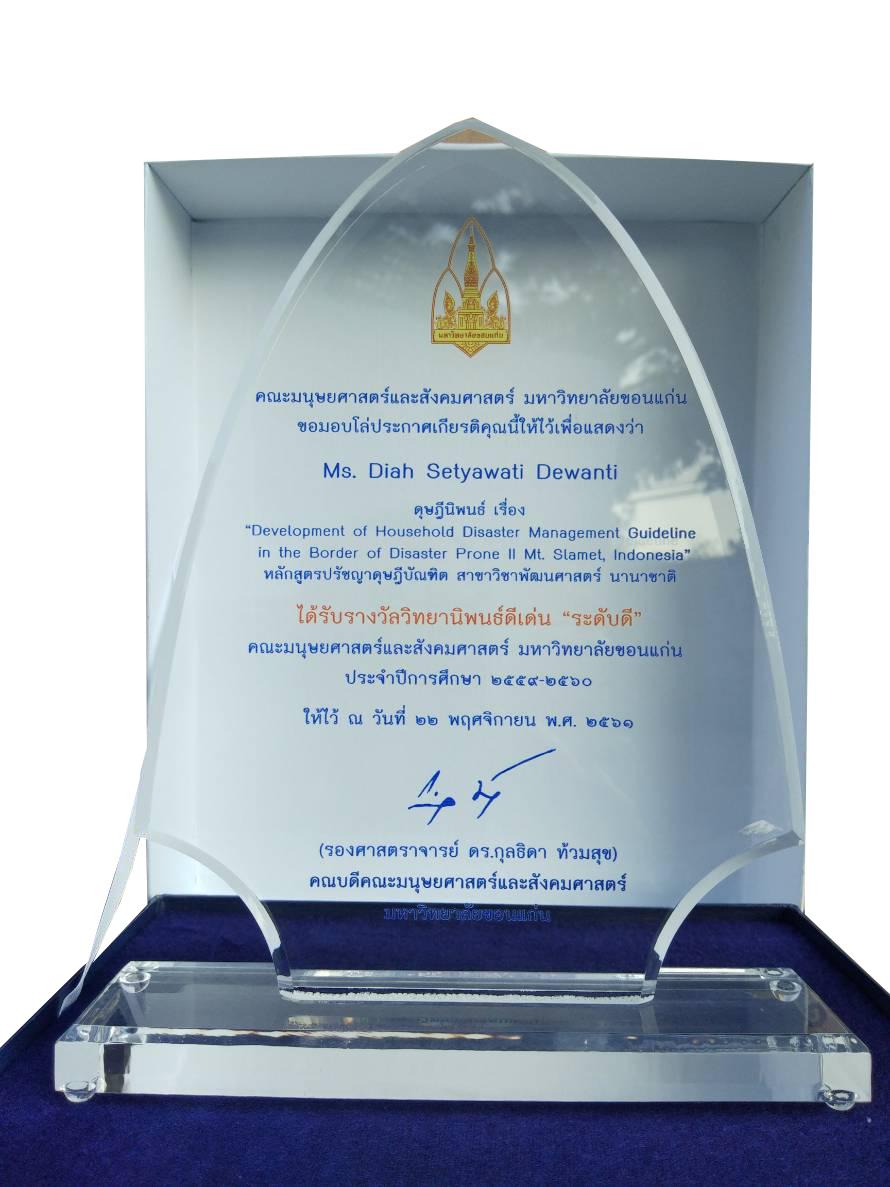 มหาวิทยาลัยขอนแก่น
คณะมนุษยศาสตร์และสังคมศาสตร์ มหาวิทยาลัยขอนแก่น
ขอมอบโล่ประกาศเกียรติคุณนี้ให้ไว้เพื่อแสดงว่า
Ms. Diah Setyawati Dewanti
ดุษฎีนิพนธ์ เรื่อง
“Development of Household Disaster Management Guideline
in the Border of Disaster Prone II Mt. Slamet, Indonesia”
หลักสูตรปรัชญาดุษฎีบัณฑิต สาขาวิชาพัฒนศาสตร์ นานาชาติ
ได้รับรางวัลวิทยานิพนธ์ดีเด่น “ระดับดี”
คณะมนุษยศาสตร์และสังคมศาสตร์ มหาวิทยาลัยขอนแก่น
ประจำปีการศึกษา ๒๕๕๙-๒๕๖๐
ให้ไว้ ณ วันที่ ๒๒ พฤศจิกายน พ.ศ. ๒๕๖๑
(รองศาสตราจารย์ ดร.กุลธิดา ท้วมสุข)
คณบดีคณะมนุษยศาสตร์และสังคมศาสตร์
มหาวิทยาลัยขอนแก่น